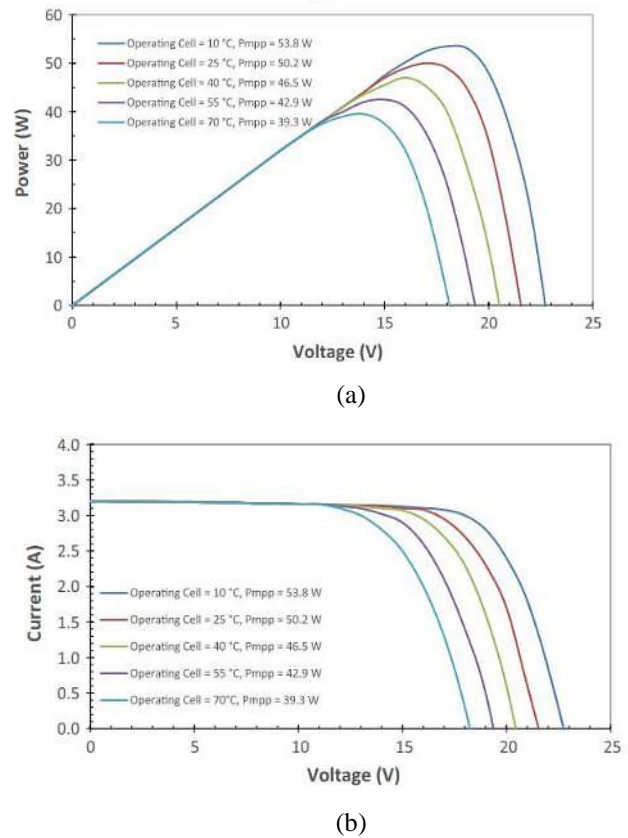 60
50
40
30
20
10
0
Power (W)
Operating Cell = 10 °C, Pmpp = 53.8 W
Operating Cell = 25 °C, Pmpp = 50.2 W
Operating Cell = 40 °C, Pmpp = 46.5 W
Operating Cell = 55 °C, Pmpp = 42.9 W
Operating Cell = 70 °C, Pmpp = 39.3 W
0 5 10 15 20 25
Voltage (V)
(a)
4.0
3.5
3.0
2.5
2.0
1.5
1.0
0.5
0.0
Current (A)
Operating Cell = 10 °C, Pmpp = 53.8 W
Operating Cell = 25 °C, Pmpp = 50.2 W
Operating Cell = 40 °C, Pmpp = 46.5 W
Operating Cell = 55 °C, Pmpp = 42.9 W
Operating Cell = 70°C, Pmpp = 39.3 W
0 5 10 15 20 25
Voltage (V)
(b)